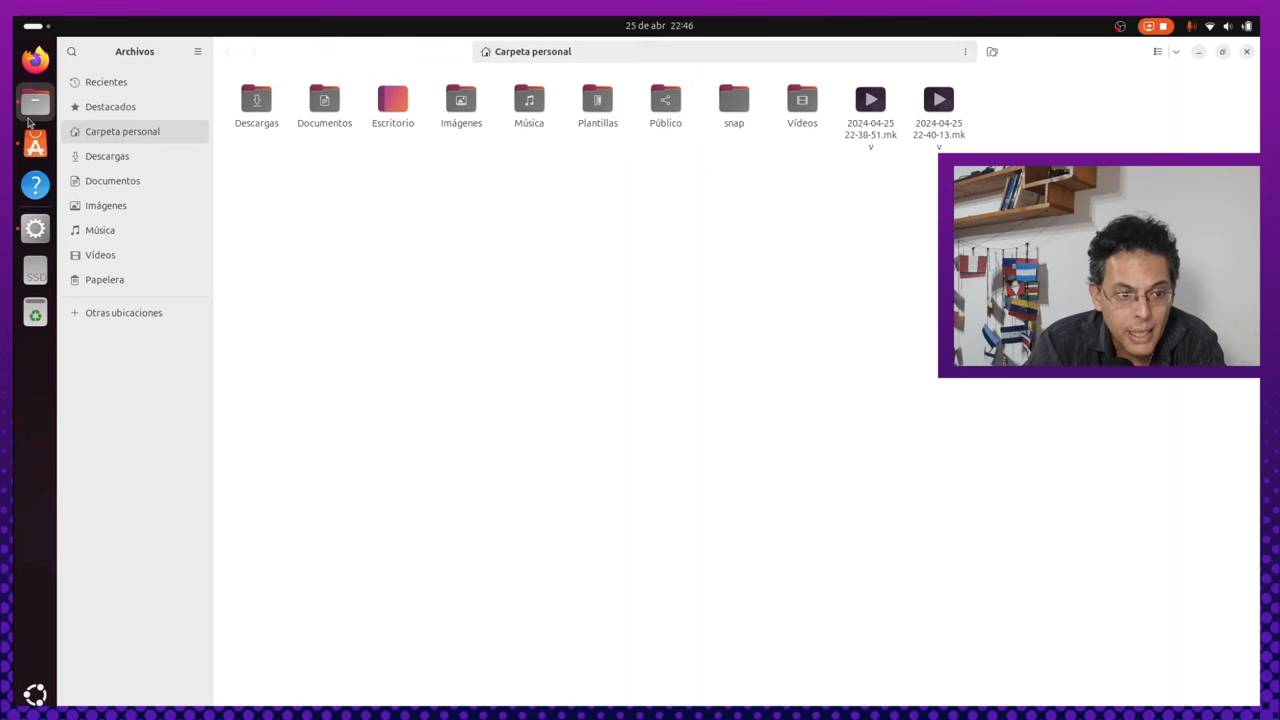 25 de abr 22:46
Archivos
Carpeta personal
Recientes
Destacados
Carpeta personal
Descargas
Documentos
Imágenes
Música
Vídeos
Papelera
Otras ubicaciones
Descargas
Documentos
Escritorio
Imágenes
Música
Plantillas
Público
snap
Vídeos
2024-04-25
22-38-51.mk
v
2024-04-25
22-40-13.mk
v
?
SSD